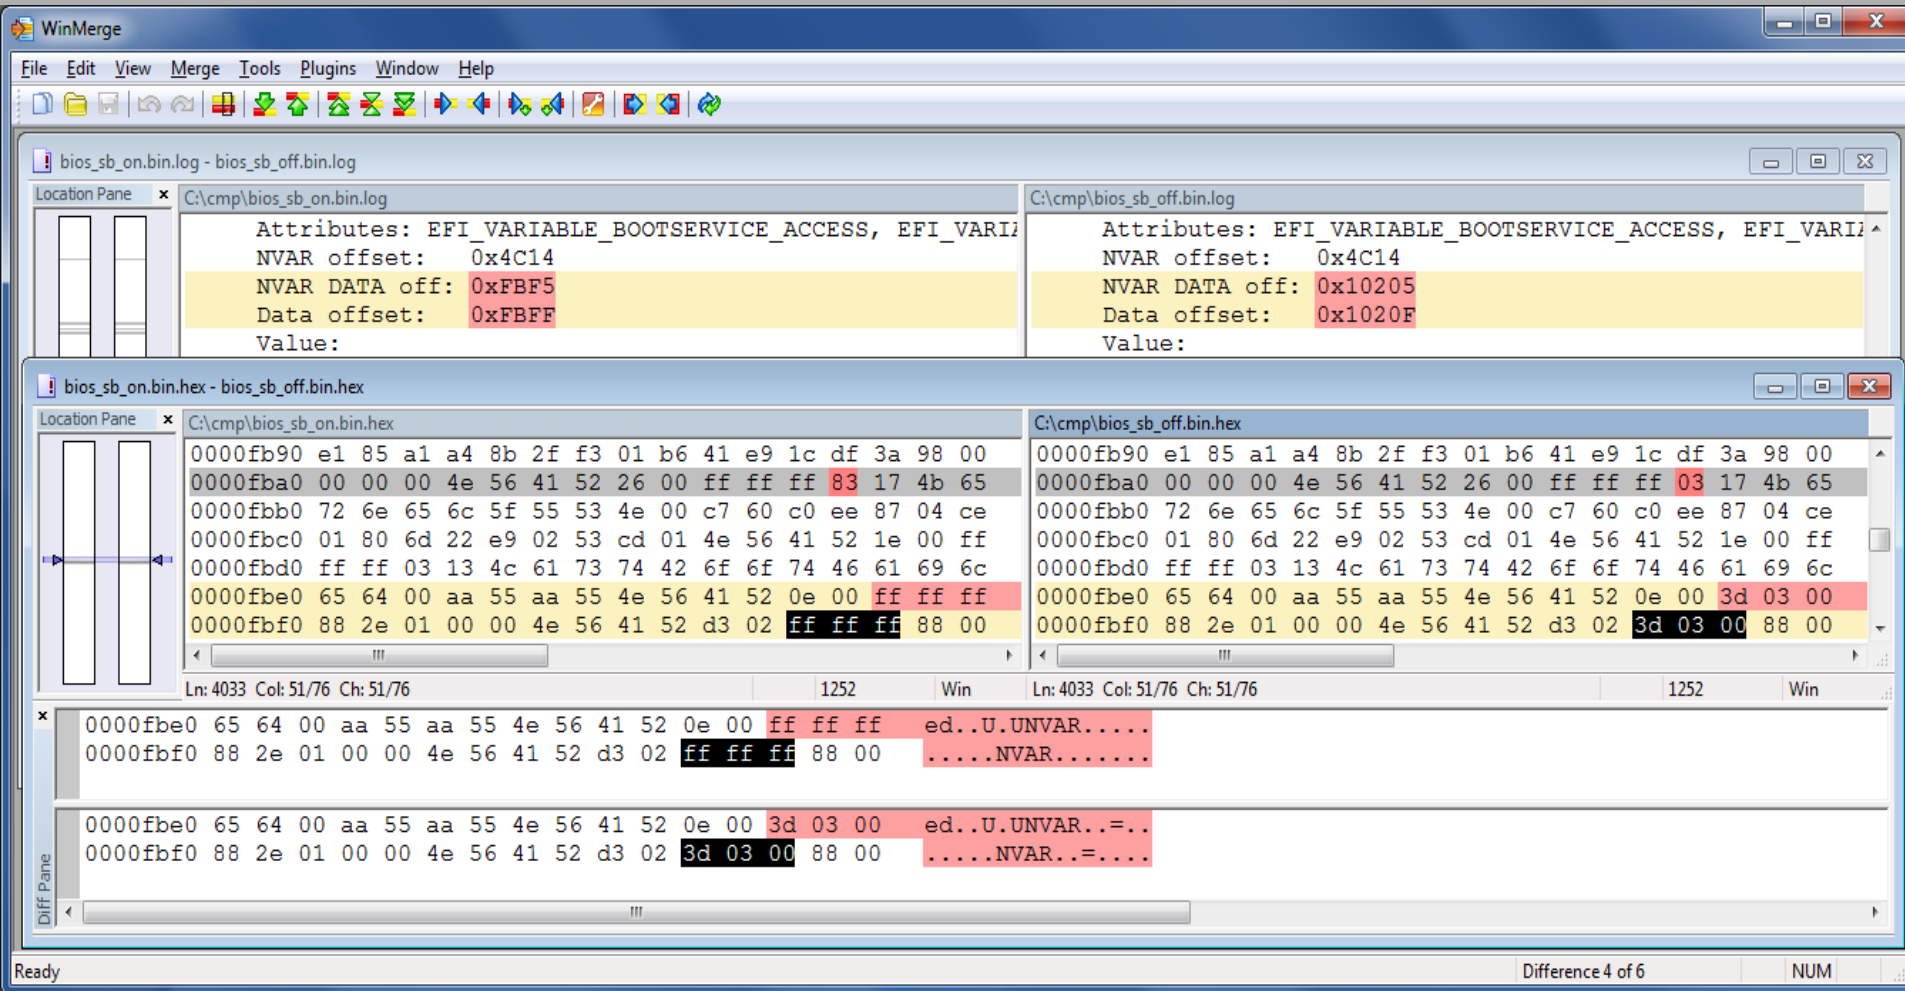 WinMerge
File Edit View Merge Tools Plugins Window Help
bios_sb_on.bin.log - bios_sb_off.bin.log
Location Pane x
C:\cmp\bios_sb_on.bin.log
C:\cmp\bios_sb_off.bin.log
Attributes: EFI_VARIABLE_BOOTSERVICE_ACCESS,
NVAR offset: 0x4C14
NVAR DATA off: 0xFBF5
Data offset: 0xFBFF
Value:
Attributes: EFI_VARIABLE_BOOTSERVICE_ACCESS,
NVAR offset: 0x4C14
NVAR DATA off: 0x10205
Data offset: 0x1020F
Value:
bios_sb_on.bin.hex - bios_sb_off.bin.hex
Location Pane x
C:\cmp\bios_sb_on.bin.hex
C:\cmp\bios_sb_off.bin.hex
0000fb90 e1 85 a1 a4 8b 2f f3 01 b6 41 e9 1c df 3a 98 00
0000fba0 00 00 00 4e 56 41 52 26 00 ff ff ff 83 17 4b 65
0000fbb0 72 6e 65 6c 5f 55 53 4e 00 c7 60 c0 ee 87 04 ce
0000fbc0 01 80 6d 22 e9 02 53 cd 01 4e 56 41 52 1e 00 ff
0000fbd0 ff ff 03 13 4c 61 73 74 42 6f 6f 74 46 61 69 6c
0000fbe0 65 64 00 aa 55 aa 55 4e 56 41 52 0e 00 ff ff ff
0000fbf0 88 2e 01 00 00 4e 56 41 52 d3 02 ff ff ff 88 00
0000fb90 e1 85 a1 a4 8b 2f f3 01 b6 41 e9 1c df 3a 98 00
0000fba0 00 00 00 4e 56 41 52 26 00 ff ff ff 03 17 4b 65
0000fbb0 72 6e 65 6c 5f 55 53 4e 00 c7 60 c0 ee 87 04 ce
0000fbc0 01 80 6d 22 e9 02 53 cd 01 4e 56 41 52 1e 00 ff
0000fbd0 ff ff 03 13 4c 61 73 74 42 6f 6f 74 46 61 69 6c
0000fbe0 65 64 00 aa 55 aa 55 4e 56 41 52 0e 00 3d 03 00
0000fbf0 88 2e 01 00 00 4e 56 41 52 d3 02 3d 03 00 88 00
Ln: 4033 Col: 51/76 Ch: 51/76 1252 Win
Ln: 4033 Col: 51/76 Ch: 51/76 1252 Win
0000fbe0 65 64 00 aa 55 aa 55 4e 56 41 52 0e 00 ff ff ff ed..U.UNVAR.....
0000fbf0 88 2e 01 00 00 4e 56 41 52 d3 02 ff ff ff 88 00 .....NVAR.......
0000fbe0 65 64 00 aa 55 aa 55 4e 56 41 52 0e 00 3d 03 00 ed..U.UNVAR..=..
0000fbf0 88 2e 01 00 00 4e 56 41 52 d3 02 3d 03 00 88 00 .....NVAR..=....
Diff Pane
Ready
Difference 4 of 6
NUM